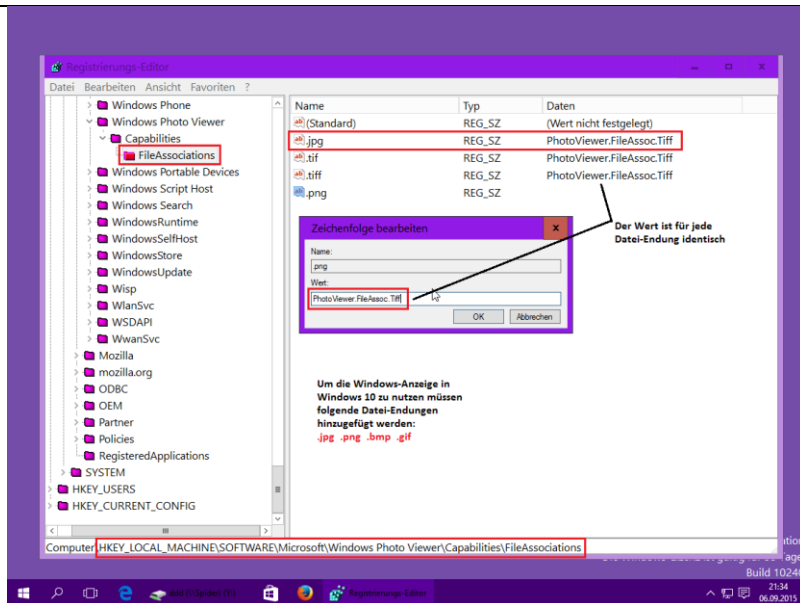 Registrierungs-Editor
Datei Bearbeiten Ansicht Favoriten ?
Windows Phone
Windows Photo Viewer
Capabilities
FileAssociations
Windows Portable Devices
Windows Script Host
Windows Search
WindowsRuntime
WindowsSelfHost
WindowsStore
WindowsUpdate
Wisp
WlanSvc
WSDAPI
WwanSvc
Mozilla
mozilla.org
ODBC
OEM
Partner
Policies
RegisteredApplications
SYSTEM
HKEY_USERS
HKEY_CURRENT_CONFIG
Name Typ Daten
(Standard) REG_SZ (Wert nicht festgelegt)
.jpg REG_SZ PhotoViewer.FileAssoc.Tiff
.tif REG_SZ PhotoViewer.FileAssoc.Tiff
.tiff REG_SZ PhotoViewer.FileAssoc.Tiff
.png REG_SZ
Zeichenfolge bearbeiten
Name:
.png
Wert:
PhotoViewer.FileAssoc.Tiff
OK Abbrechen
Der Wert ist für jede
Datei-Endung identisch
Um die Windows-Anzeige in
Windows 10 zu nutzen müssen
folgende Datei-Endungen
hinzugefügt werden:
.jpg .png .bmp .gif
Computer\HKEY_LOCAL_MACHINE\SOFTWARE\Microsoft\Windows Photo Viewer\Capabilities\FileAssociations
Build 10240
Registrierungs-Editor
21:34
06.09.2015